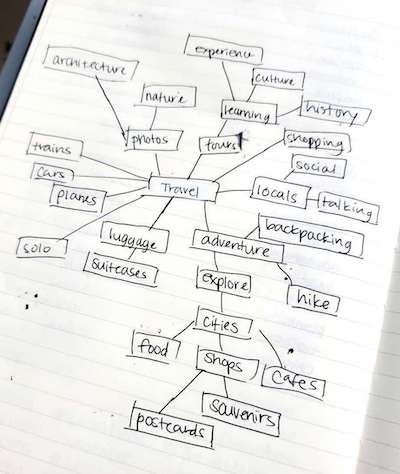 experience
architecture
culture
nature
learning
history
photos
tours
shopping
trains
social
cars
Travel
planes
locals
talking
backpacking
luggage
adventure
solo
suitcases
explore
hike
cities
food
shops
cafes
souvenirs
postcards